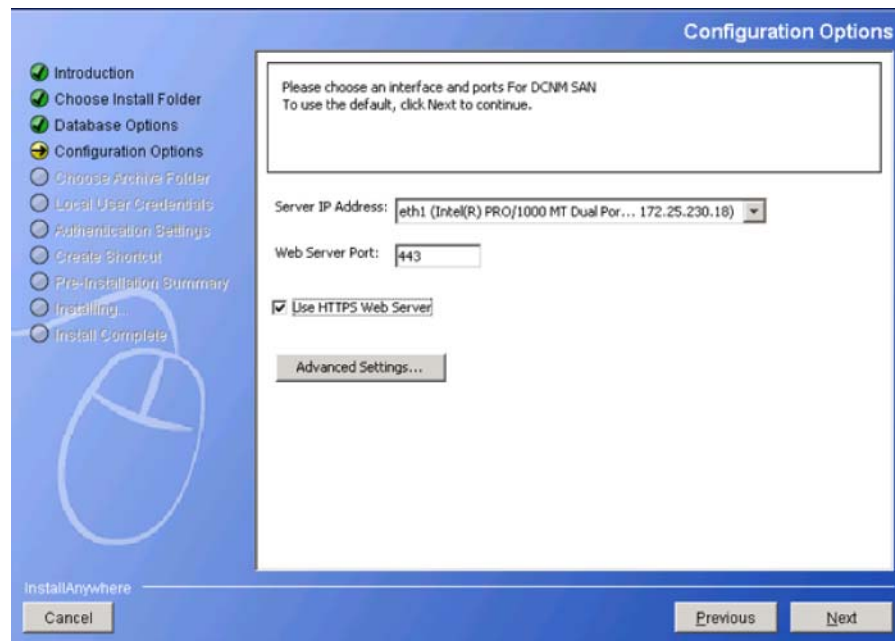 Configuration Options
Introduction
Choose Install Folder
Database Options
Configuration Options
Choose Archive Folder
Local User Credentials
Authentication Settings
Create Shortcut
Pre-Installation Summary
Installing...
Install Complete
Please choose an interface and ports For DCNM SAN
To use the default, click Next to continue.
Server IP Address: eth1 (Intel(R) PRO/1000 MT Dual Por... 172.25.230.18)
Web Server Port: 443
Use HTTPS Web Server
Advanced Settings...
InstallAnywhere
Cancel Previous Next